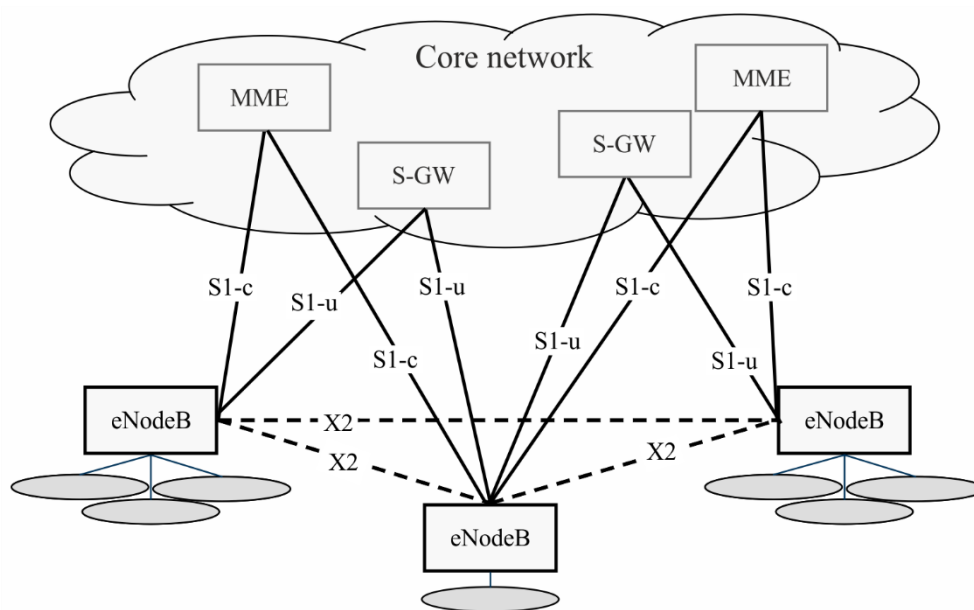 Core network
MME
MME
S-GW
S-GW
S1-c
S1-u
S1-u
S1-c
S1-c
S1-u
S1-c
S1-u
eNodeB
X2
eNodeB
X2
X2
eNodeB